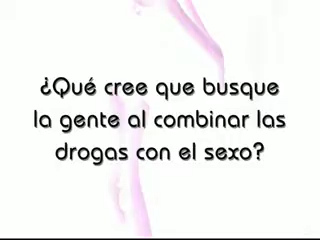 ¿Qué cree que busque
la gente al combinar las
drogas con el sexo?